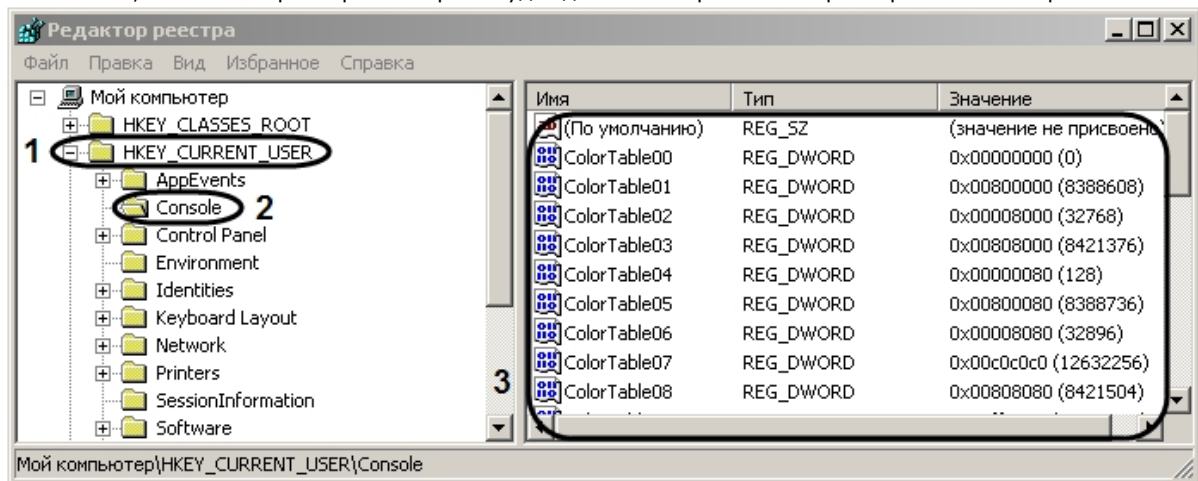 Редактор реестра
Файл Правка Вид Избранное Справка
Мой компьютер
HKEY_CLASSES_ROOT
1 HKEY_CURRENT_USER
AppEvents
Console 2
Control Panel
Environment
Identities
Keyboard Layout
Network
Printers
SessionInformation
Software
3
Имя Тип Значение
(По умолчанию) REG_SZ (значение не присвоено)
ColorTable00 REG_DWORD 0x00000000 (0)
ColorTable01 REG_DWORD 0x00800000 (8388608)
ColorTable02 REG_DWORD 0x00008000 (32768)
ColorTable03 REG_DWORD 0x00808000 (8421376)
ColorTable04 REG_DWORD 0x00000080 (128)
ColorTable05 REG_DWORD 0x00800080 (8388736)
ColorTable06 REG_DWORD 0x00008080 (32896)
ColorTable07 REG_DWORD 0x00c0c0c0 (12632256)
ColorTable08 REG_DWORD 0x00808080 (8421504)
Мой компьютер\HKEY_CURRENT_USER\Console